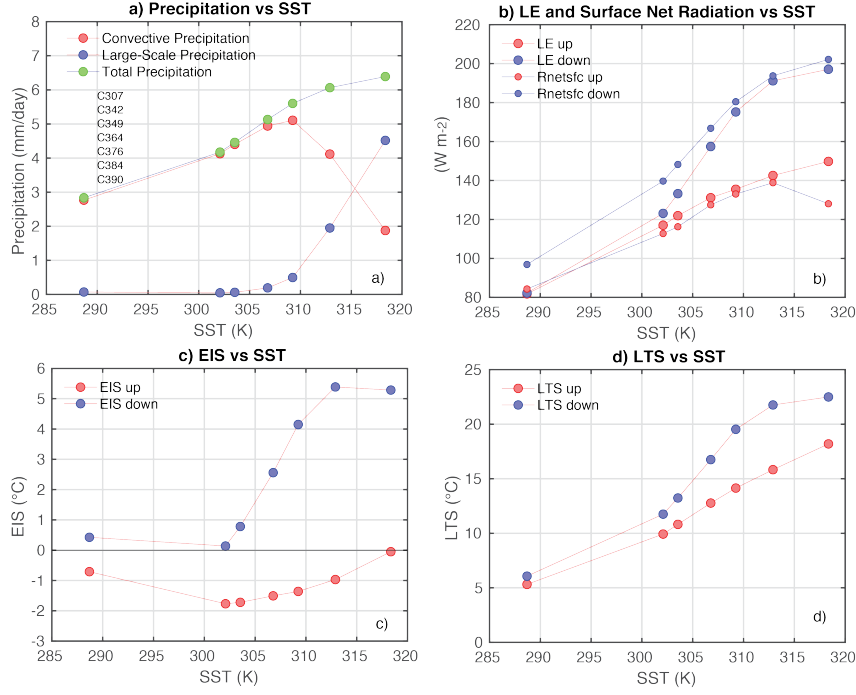 a) Precipitation vs SST
Convective Precipitation
Large-Scale Precipitation
Total Precipitation
C307
C342
C349
C364
C376
C384
C390
Precipitation (mm/day)
8
7
6
5
4
3
2
1
0
285 290 295 300 305 310 315 320
SST (K)
a)
b) LE and Surface Net Radiation vs SST
LE up
LE down
Rnetsfc up
Rnetsfc down
(W m-2)
220
200
180
160
140
120
100
80
285 290 295 300 305 310 315 320
SST (K)
b)
c) EIS vs SST
EIS up
EIS down
EIS (°C)
6
5
4
3
2
1
0
-1
-2
-3
285 290 295 300 305 310 315 320
SST (K)
c)
d) LTS vs SST
LTS up
LTS down
LTS (°C)
25
20
15
10
5
0
285 290 295 300 305 310 315 320
SST (K)
d)